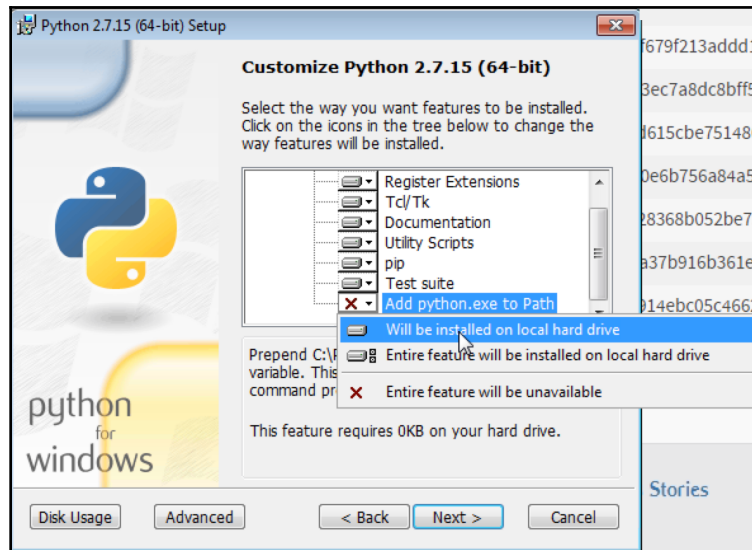 Python 2.7.15 (64-bit) Setup
Customize Python 2.7.15 (64-bit)
Select the way you want features to be installed.
Click on the icons in the tree below to change the
way features will be installed.
Register Extensions
Tcl/Tk
Documentation
Utility Scripts
pip
Test suite
Add python.exe to Path
Will be installed on local hard drive
Entire feature will be installed on local hard drive
Entire feature will be unavailable
Prepend C:\
variable. This
command
This feature requires 0KB on your hard drive.
python
for
windows
Disk Usage
Advanced
< Back
Next >
Cancel
f679f213addd
3ec7a8dc8bff5
d615cbe75148
0e6b756a84a5
28368b052be7
a37b916b361e
914ebc05c466
Stories